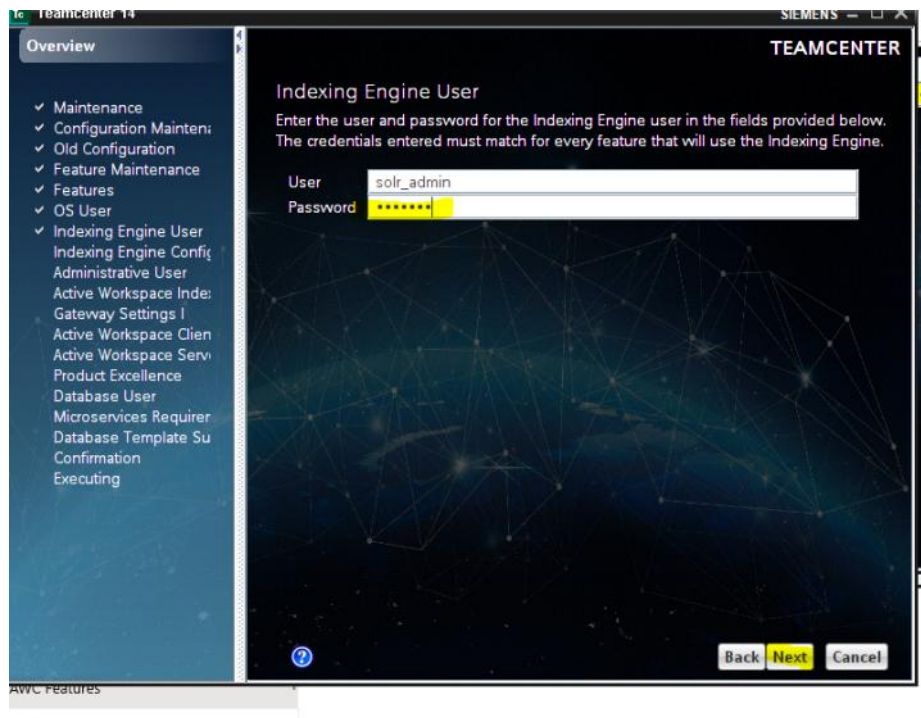 Teamcenter 14
SIEMENS
Overview
TEAMCENTER
Maintenance
Configuration Maintena
Old Configuration
Feature Maintenance
Features
OS User
Indexing Engine User
Indexing Engine Config
Administrative User
Active Workspace Index
Gateway Settings I
Active Workspace Clien
Active Workspace Serv
Product Excellence
Database User
Microservices Requirer
Database Template Su
Confirmation
Executing
Indexing Engine User
Enter the user and password for the Indexing Engine user in the fields provided below.
The credentials entered must match for every feature that will use the Indexing Engine.
User solr_admin
Password •••••••
Back Next Cancel
AWC Features